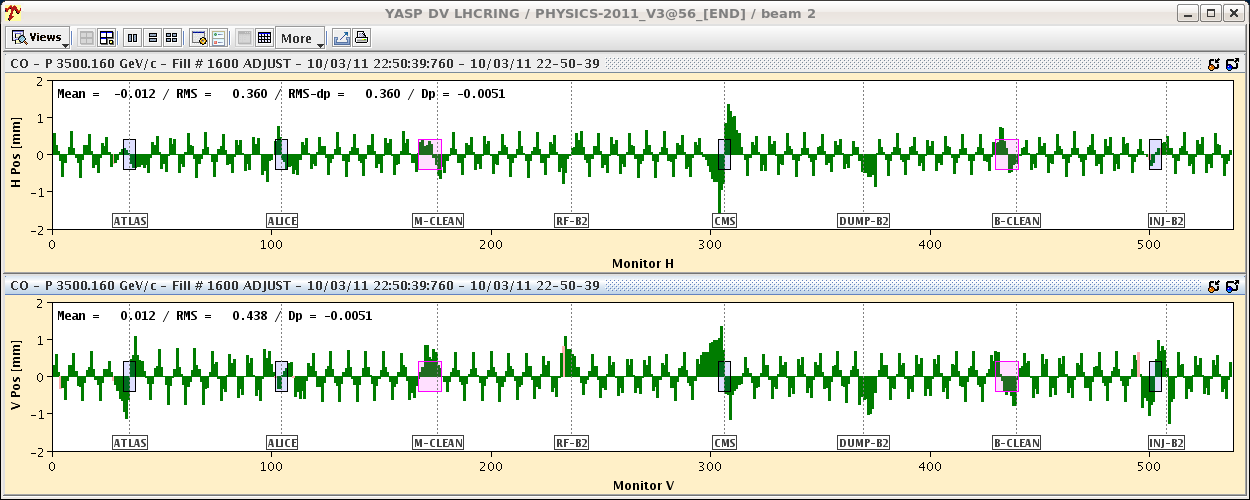 YASP DV LHCRING / PHYSICS-2011_V3@56_[END] / beam 2
Views More
CO - P 3500.160 GeV/c - Fill # 1600 ADJUST - 10/03/11 22:50:39:760 - 10/03/11 22-50-39
Mean = -0.012 / RMS = 0.360 / RMS-dp = 0.360 / Dp = -0.0051
H Pos [mm]
2
1
0
-1
-2
ATLAS ALICE M-CLEAN RF-B2 CMS DUMP-B2 B-CLEAN INJ-B2
0 100 200 300 400 500
Monitor H
CO - P 3500.160 GeV/c - Fill # 1600 ADJUST - 10/03/11 22:50:39:760 - 10/03/11 22-50-39
Mean = 0.012 / RMS = 0.438 / Dp = -0.0051
V Pos [mm]
2
1
0
-1
-2
ATLAS ALICE M-CLEAN RF-B2 CMS DUMP-B2 B-CLEAN INJ-B2
0 100 200 300 400 500
Monitor V